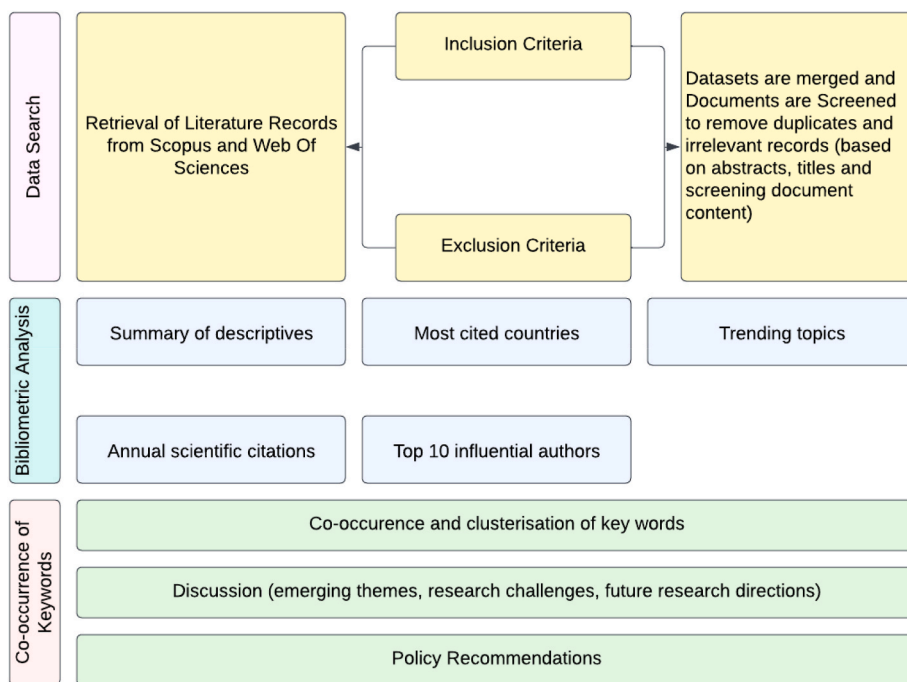 Data Search
Retrieval of Literature Records
from Scopus and Web Of
Sciences
Inclusion Criteria
Exclusion Criteria
Datasets are merged and
Documents are Screened
to remove duplicates and
irrelevant records (based
on abstracts, titles and
screening document
content)
Bibliometric Analysis
Summary of descriptives
Most cited countries
Trending topics
Annual scientific citations
Top 10 influential authors
Co-occurrence of
Keywords
Co-occurence and clusterisation of key words
Discussion (emerging themes, research challenges, future research directions)
Policy Recommendations